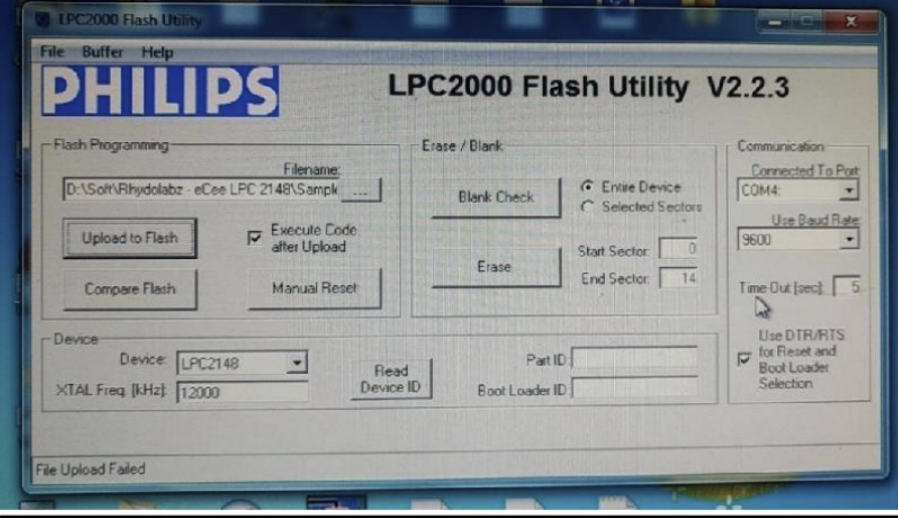 LPC2000 Flash Utility
File Buffer Help
PHILIPS
LPC2000 Flash Utility V2.2.3
Flash Programming
Filename:
D:\Soft\Rhydolabz - eCee LPC 2148\Sampl
...
Upload to Flash
Execute Code
after Upload
Compare Flash
Manual Reset
Erase / Blank
Blank Check
Entire Device
Selected Sectors
Erase
Start Sector: 0
End Sector: 14
Communication
Connected To Port:
COM4:
Use Baud Rate:
9600
Time-Out [sec]: 5
Use DTR/RTS
for Reset and
Boot Loader
Selection
Device
Device: LPC2148
XTAL Freq. [kHz]: 12000
Read
Device ID
Part ID:
Boot Loader ID:
File Upload Failed